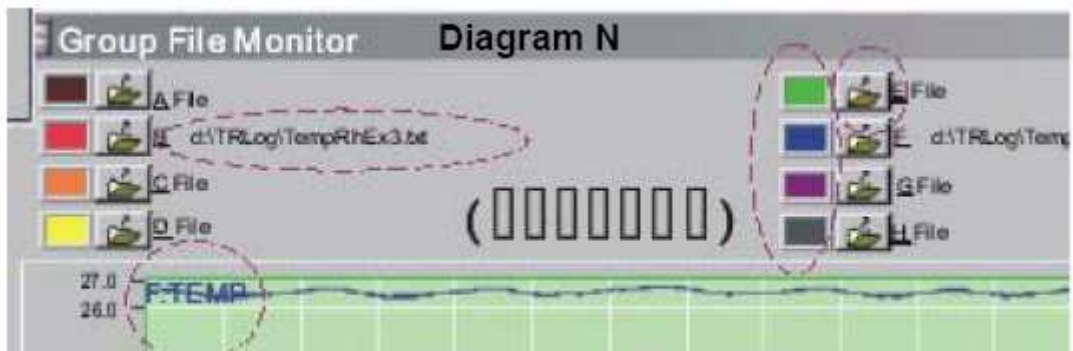 Group File Monitor Diagram N
A File E File
B d:\TRLog\TempRhEx3.txt F d:\TRLog\Temp
C File G File
D File H File
27.0
F:TEMP
26.0